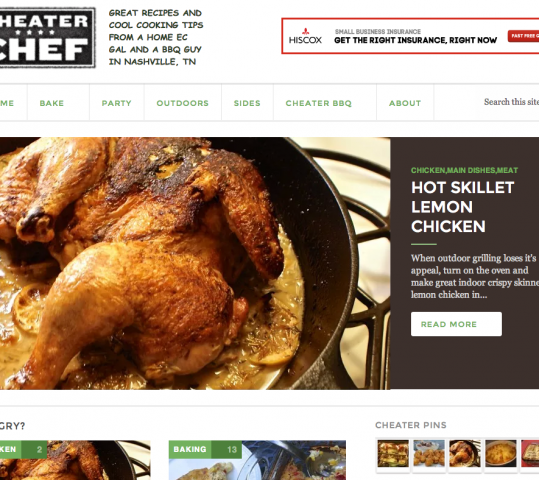 CHEATER
CHEF
GREAT RECIPES AND
COOL COOKING TIPS
FROM A HOME EC
GAL AND A BBQ GUY
IN NASHVILLE, TN
HISCOX
SMALL BUSINESS INSURANCE
GET THE RIGHT INSURANCE, RIGHT NOW
FAST FREE Q
ME
BAKE
PARTY
OUTDOORS
SIDES
CHEATER BBQ
ABOUT
Search this site
CHICKEN,MAIN DISHES,MEAT
HOT SKILLET
LEMON
CHICKEN
When outdoor grilling loses it's
appeal, turn on the oven and
make great indoor crispy skinne
lemon chicken in...
READ MORE
GRY?
CHEATER PINS
KEN 2
BAKING 13